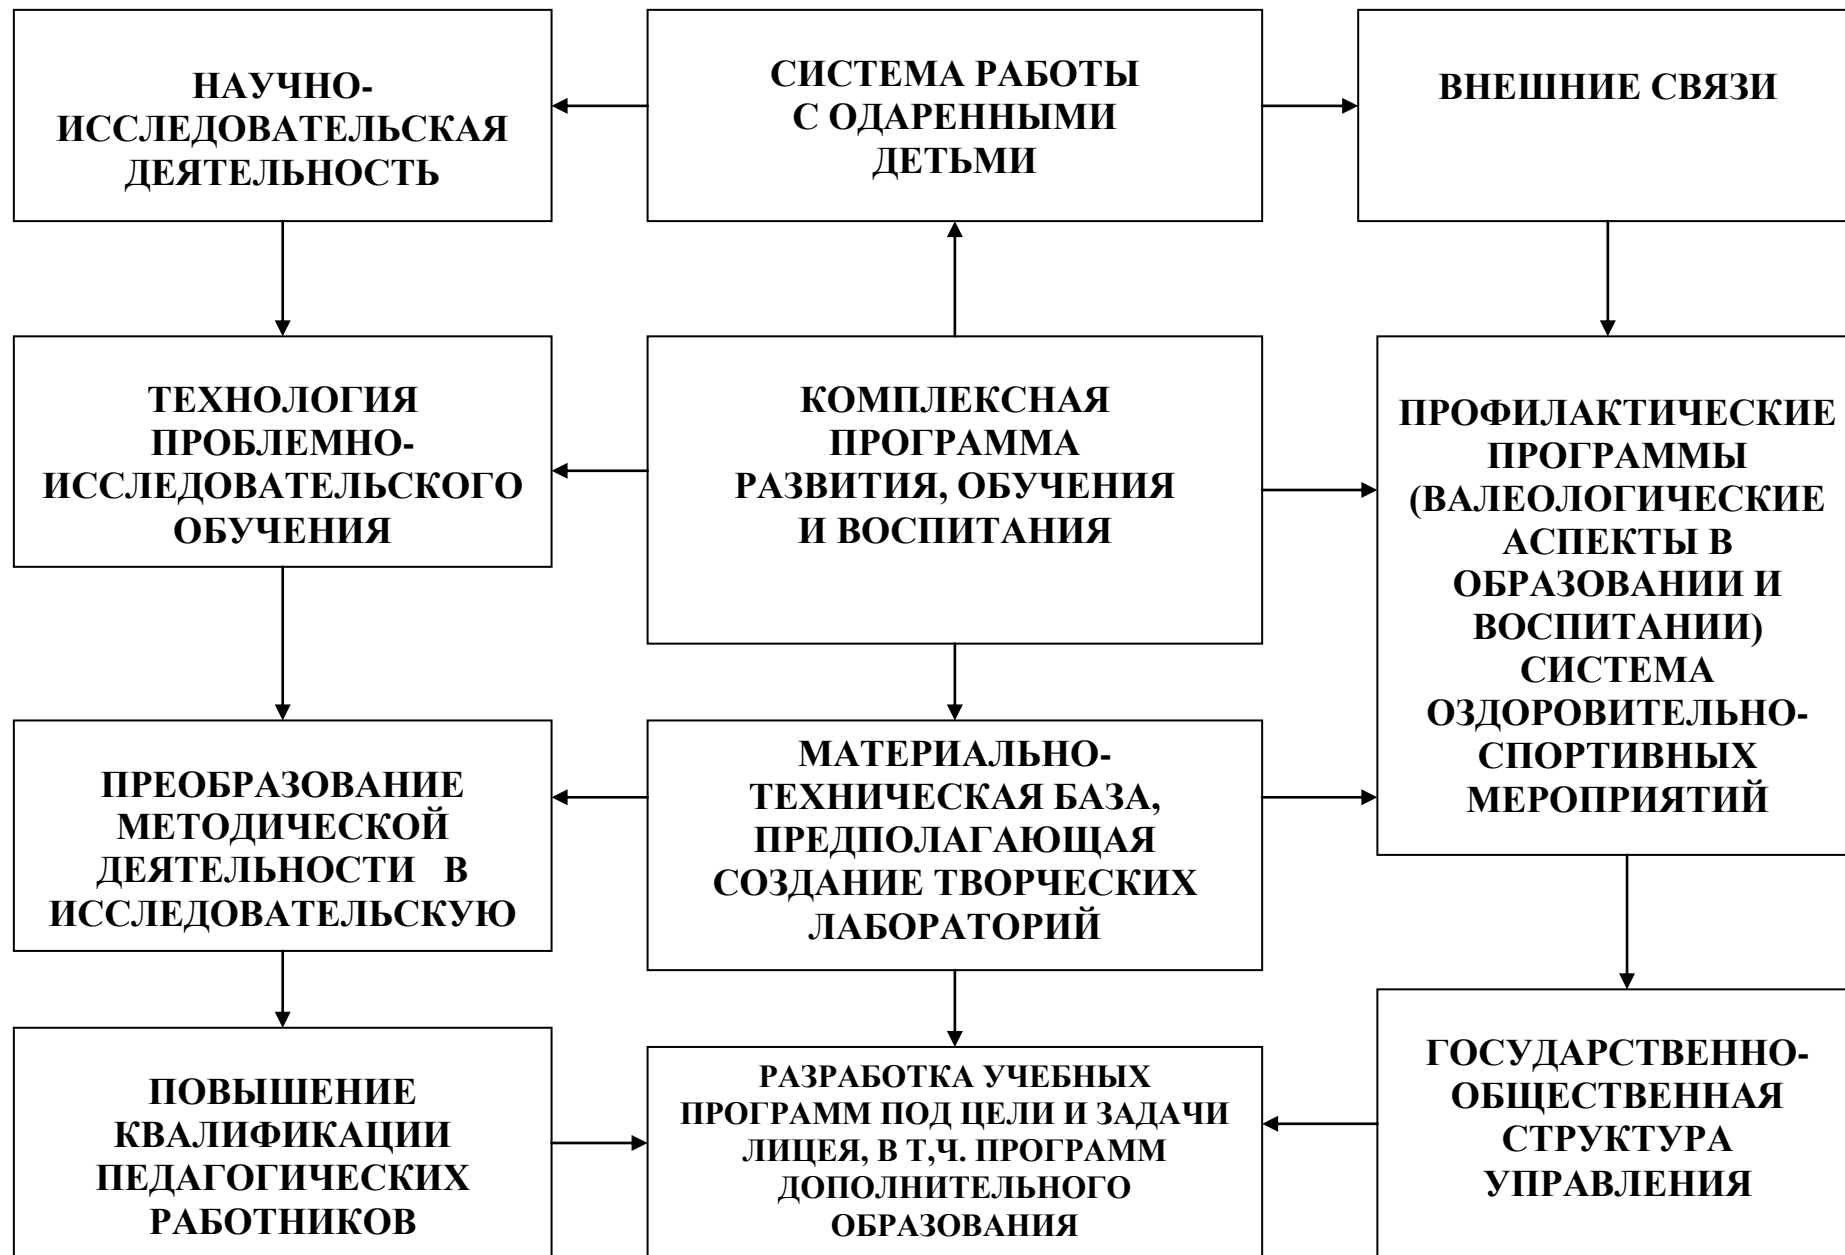 НАУЧНО-
ИССЛЕДОВАТЕЛЬСКАЯ
ДЕЯТЕЛЬНОСТЬ
СИСТЕМА РАБОТЫ
С ОДАРЕННЫМИ
ДЕТЬМИ
ВНЕШНИЕ СВЯЗИ
ТЕХНОЛОГИЯ
ПРОБЛЕМНО-
ИССЛЕДОВАТЕЛЬСКОГО
ОБУЧЕНИЯ
КОМПЛЕКСНАЯ
ПРОГРАММА
РАЗВИТИЯ, ОБУЧЕНИЯ
И ВОСПИТАНИЯ
ПРОФИЛАКТИЧЕСКИЕ
ПРОГРАММЫ
(ВАЛЕОЛОГИЧЕСКИЕ
АСПЕКТЫ В
ОБРАЗОВАНИИ И
ВОСПИТАНИИ)
СИСТЕМА
ОЗДОРОВИТЕЛЬНО-
СПОРТИВНЫХ
МЕРОПРИЯТИЙ
ПРЕОБРАЗОВАНИЕ
МЕТОДИЧЕСКОЙ
ДЕЯТЕЛЬНОСТИ В
ИССЛЕДОВАТЕЛЬСКУЮ
МАТЕРИАЛЬНО-
ТЕХНИЧЕСКАЯ БАЗА,
ПРЕДПОЛАГАЮЩАЯ
СОЗДАНИЕ ТВОРЧЕСКИХ
ЛАБОРАТОРИЙ
ПОВЫШЕНИЕ
КВАЛИФИКАЦИИ
ПЕДАГОГИЧЕСКИХ
РАБОТНИКОВ
РАЗРАБОТКА УЧЕБНЫХ
ПРОГРАММ ПОД ЦЕЛИ И ЗАДАЧИ
ЛИЦЕЯ, В Т,Ч. ПРОГРАММ
ДОПОЛНИТЕЛЬНОГО
ОБРАЗОВАНИЯ
ГОСУДАРСТВЕННО-
ОБЩЕСТВЕННАЯ
СТРУКТУРА
УПРАВЛЕНИЯ